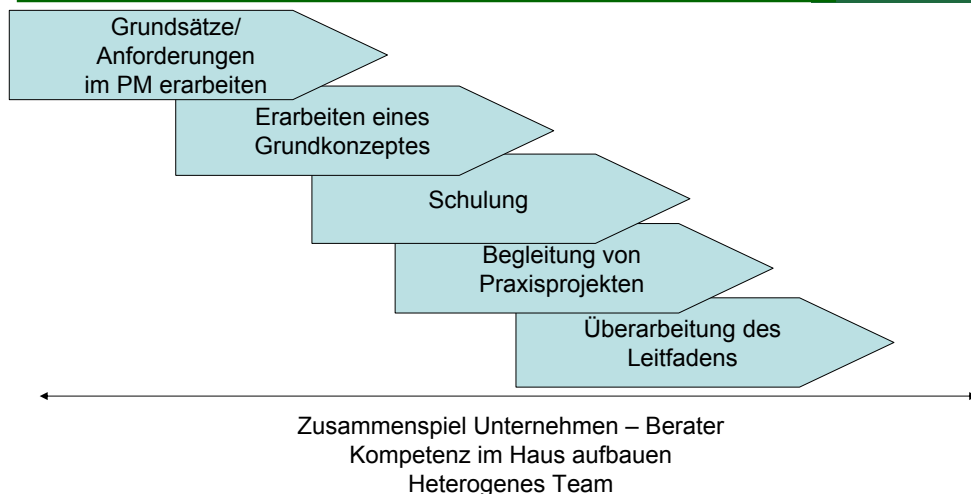 Grundsätze/
Anforderungen
im PM erarbeiten
Erarbeiten eines
Grundkonzeptes
Schulung
Begleitung von
Praxisprojekten
Überarbeitung des
Leitfadens
Zusammenspiel Unternehmen – Berater
Kompetenz im Haus aufbauen
Heterogenes Team